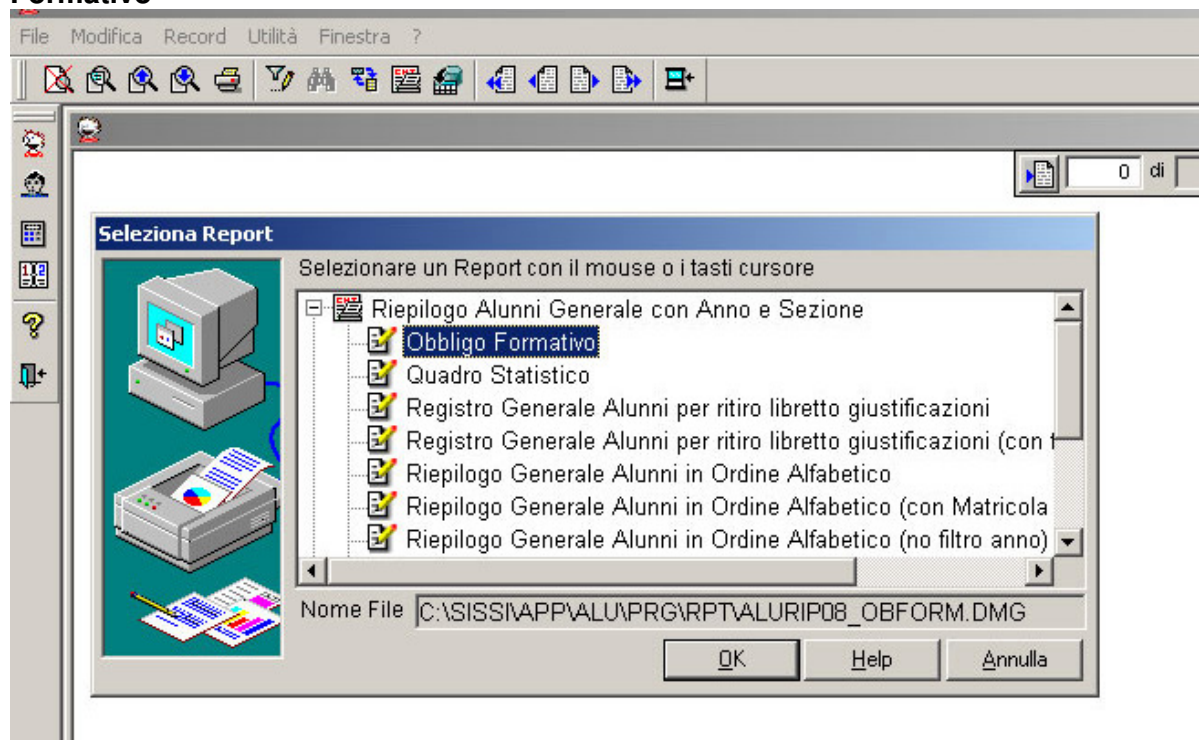 Formativo
File Modifica Record Utilità Finestra ?
0 di
Seleziona Report
Selezionare un Report con il mouse o i tasti cursore
Riepilogo Alunni Generale con Anno e Sezione
Obbligo Formativo
Quadro Statistico
Registro Generale Alunni per ritiro libretto giustificazioni
Registro Generale Alunni per ritiro libretto giustificazioni (con
Riepilogo Generale Alunni in Ordine Alfabetico
Riepilogo Generale Alunni in Ordine Alfabetico (con Matricola
Riepilogo Generale Alunni in Ordine Alfabetico (no filtro anno)
Nome File C:\SISSI\APP\ALU\PRG\RPT\ALURIP08_OBFORM.DMG
OK Help Annulla